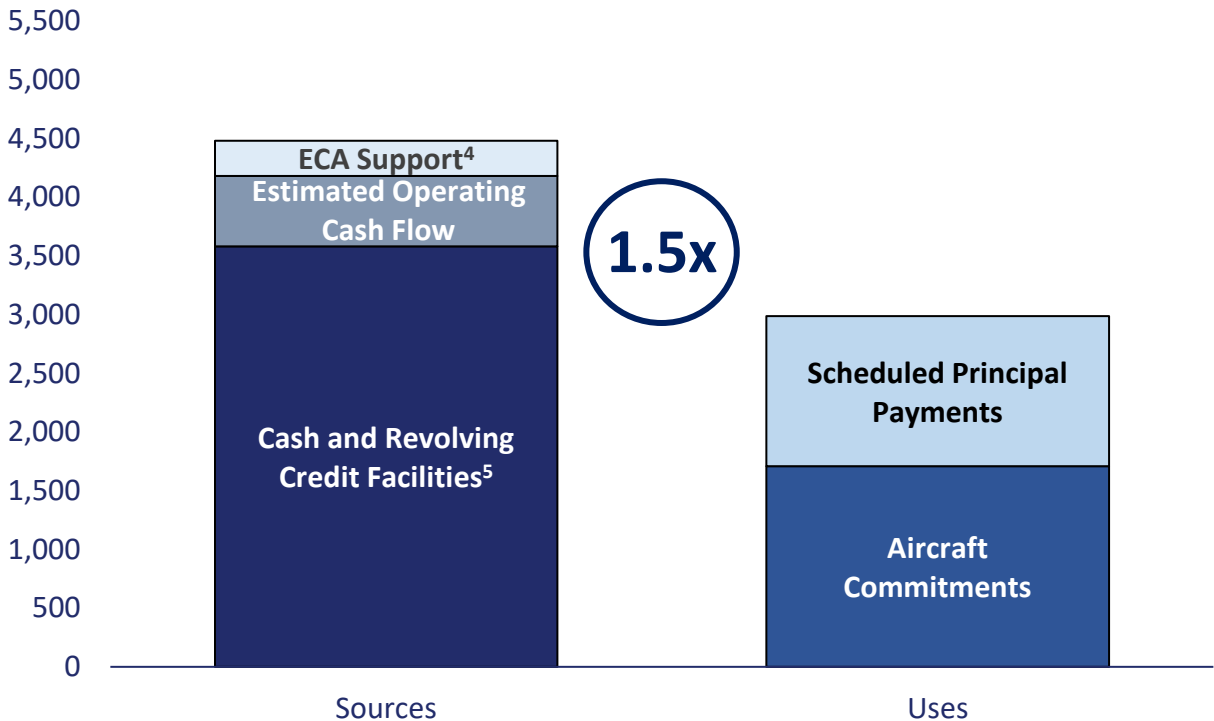 5,500
5,000
4,500
4,000
3,500
3,000
2,500
2,000
1,500
1,000
500
0
ECA Support⁴
Estimated Operating
Cash Flow
Cash and Revolving
Credit Facilities⁵
1.5x
Scheduled Principal
Payments
Aircraft
Commitments
Sources
Uses